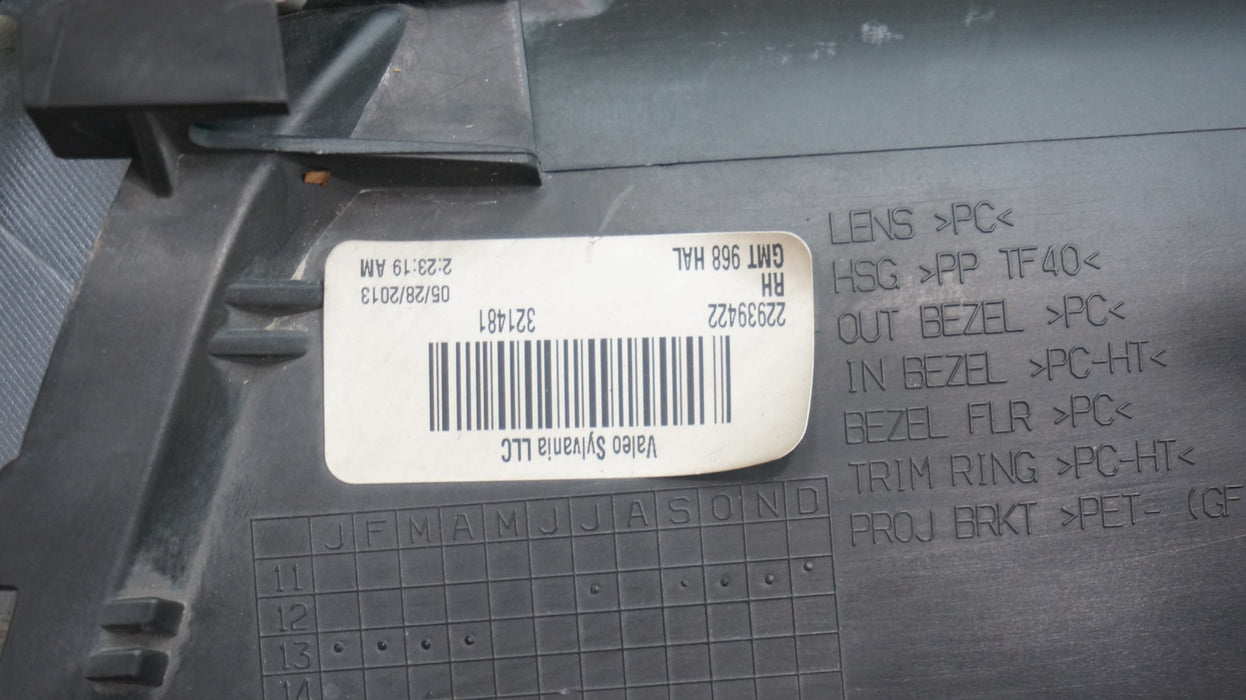 Valeo Sylvania LLC
22939422 321481
RH 05/28/2013
GMT 968 HAL 2:23:19 AM
LENS >PC<
HSG >PP TF40<
OUT BEZEL >PC<
IN BEZEL >PC-HT<
BEZEL FLR >PC<
TRIM RING >PC-HT<
PROJ BRKT >PET- (GF
J F M A M J J A S O N D
11
12
13
14